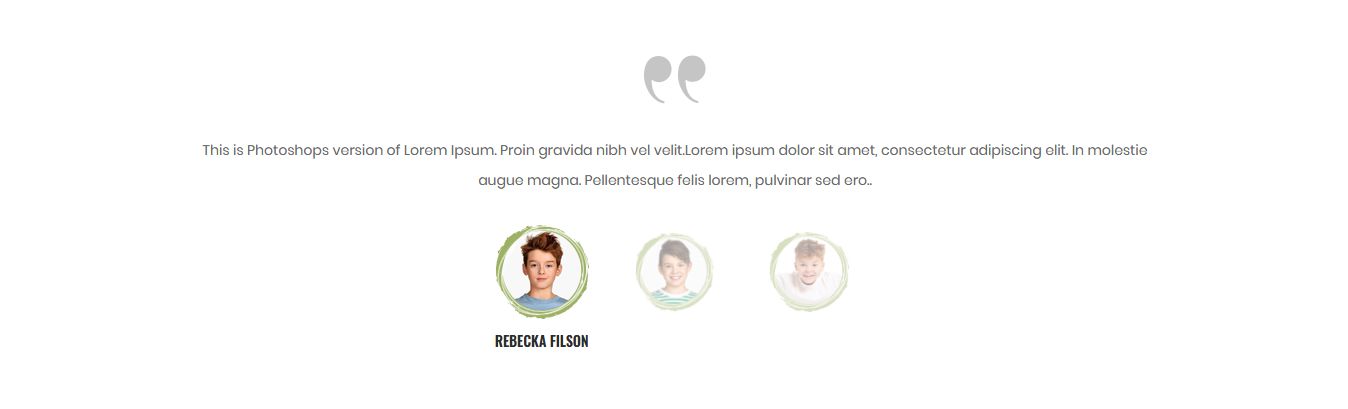 This is Photoshops version of Lorem Ipsum. Proin gravida nibh vel velit.Lorem ipsum dolor sit amet, consectetur adipiscing elit. In molestie
augue magna. Pellentesque felis lorem, pulvinar sed ero..
REBECKA FILSON